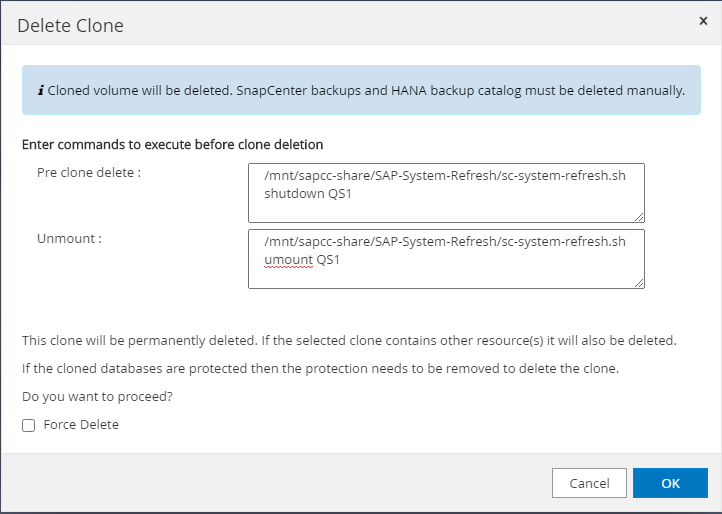 Delete Clone
×
i Cloned volume will be deleted. SnapCenter backups and HANA backup catalog must be deleted manually.
Enter commands to execute before clone deletion
Pre clone delete :
/mnt/sapcc-share/SAP-System-Refresh/sc-system-refresh.sh
shutdown QS1
Unmount :
/mnt/sapcc-share/SAP-System-Refresh/sc-system-refresh.sh
umount QS1
This clone will be permanently deleted. If the selected clone contains other resource(s) it will also be deleted.
If the cloned databases are protected then the protection needs to be removed to delete the clone.
Do you want to proceed?
Force Delete
Cancel
OK